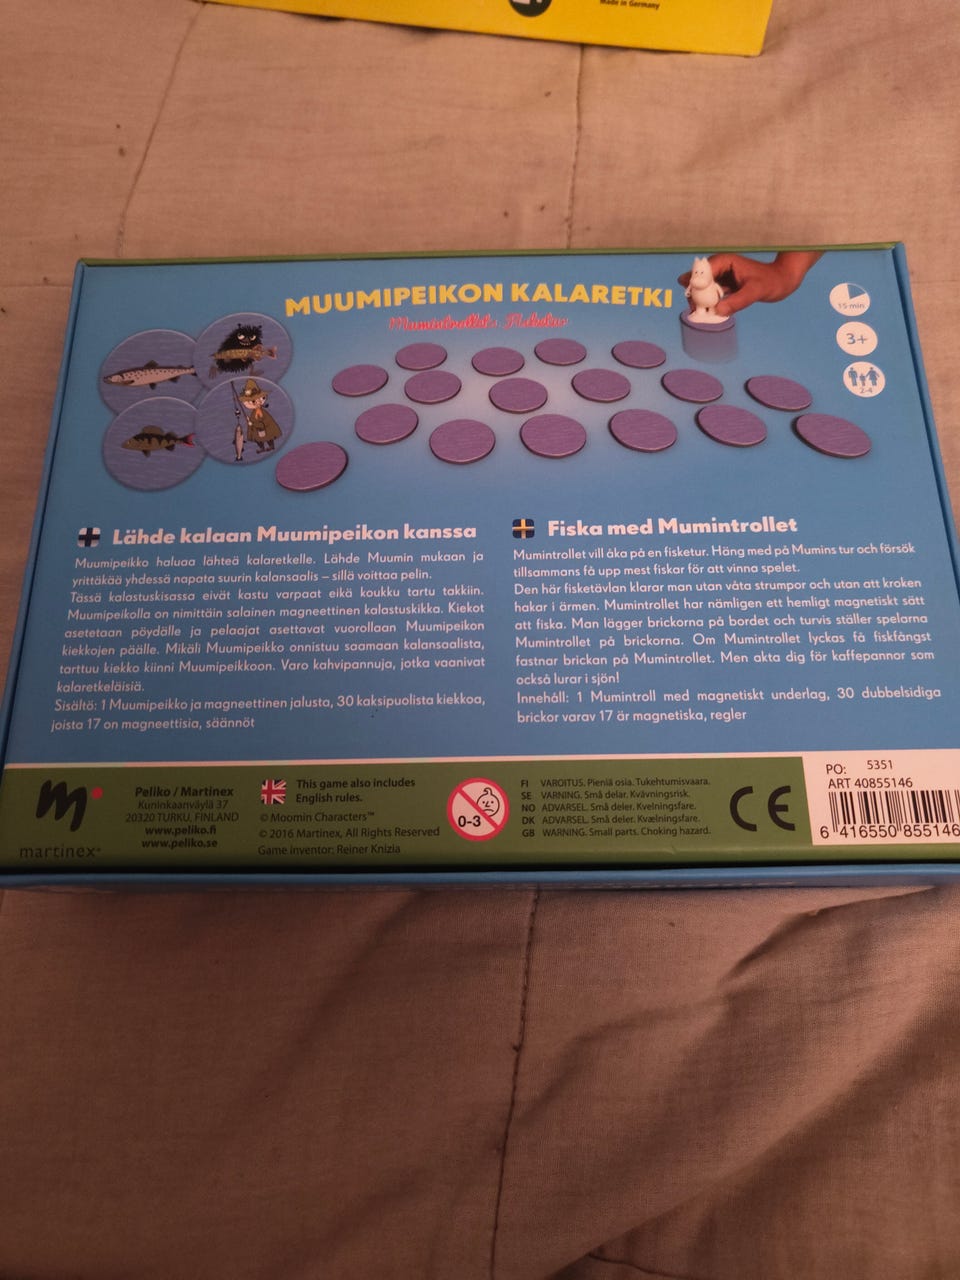 Made in Germany
MUUMIPEIKON KALARETKI
Mumintrollets Fisketur
15 min
3+
2-4
Lähde kalaan Muumipeikon kanssa
Muumipeikko haluaa lähteä kalaretkelle. Lähde Muumin mukaan ja
yrittäkää yhdessä napata suurin kalansaalis – sillä voittaa pelin.
Tässä kalastuskisassa eivät kastu varpaat eikä koukku tartu takkiin.
Muumipeikolla on nimittäin salainen magneettinen kalastuskikka. Kiekot
asetetaan pöydälle ja pelaajat asettavat vuorollaan Muumipeikon
kiekkojen päälle. Mikäli Muumipeikko onnistuu saamaan kalansaalista,
tarttuu kiekko kiinni Muumipeikkoon. Varo kahvipannuja, jotka vaanivat
kalaretkeläisiä.
Sisältö: 1 Muumipeikko ja magneettinen jalusta, 30 kaksipuolista kiekkoa,
joista 17 on magneettisia, säännöt
Fiska med Mumintrollet
Mumintrollet vill åka på en fisketur. Häng med på Mumins tur och försök
tillsammans få upp mest fiskar för att vinna spelet.
Den här fisketävlan klarar man utan våta strumpor och utan att kroken
hakar i ärmen. Mumintrollet har nämligen ett hemligt magnetiskt sätt
att fiska. Man lägger brickorna på bordet och turvis ställer spelarna
Mumintrollet på brickorna. Om Mumintrollet lyckas få fiskfångst
fastnar brickan på Mumintrollet. Men akta dig för kaffepannor som
också lurar i sjön!
Innehåll: 1 Mumintroll med magnetiskt underlag, 30 dubbelsidiga
brickor varav 17 är magnetiska, regler
martinex
Peliko / Martinex
Kuninkaanväylä 37
20320 TURKU, FINLAND
www.peliko.fi
www.peliko.se
This game also includes
English rules.
© Moomin Characters™
© 2016 Martinex, All Rights Reserved
Game inventor: Reiner Knizia
0-3
FI VAROITUS. Pieniä osia. Tukehtumisvaara.
SE VARNING. Små delar. Kvävningsrisk.
NO ADVARSEL. Små deler. Kvelningsfare.
DK ADVARSEL. Små dele. Kvælningsfare.
GB WARNING. Small parts. Choking hazard.
CE
PO: 5351
ART 40855146
6 416550 855146